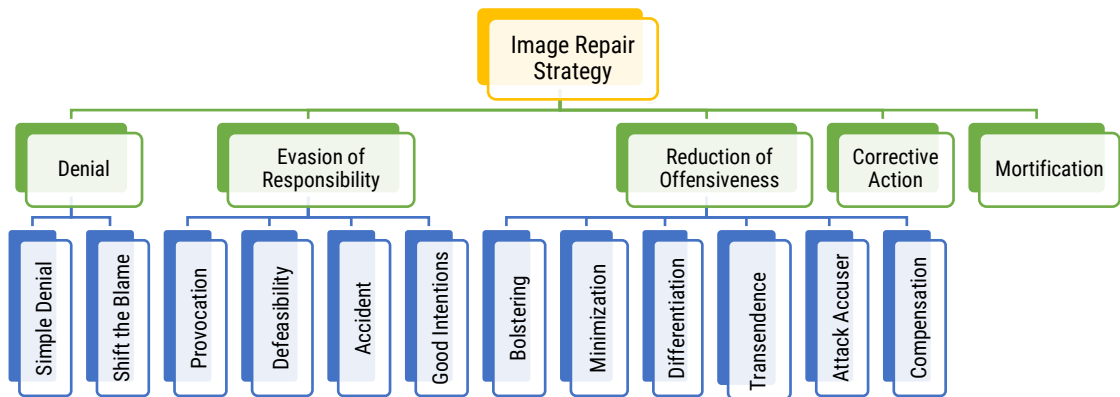 Image Repair
Strategy
Denial
Evasion of
Responsibility
Reduction of
Offensiveness
Corrective
Action
Mortification
Simple Denial
Shift the Blame
Provocation
Defeasibility
Accident
Good Intentions
Bolstering
Minimization
Differentiation
Transendence
Attack Accuser
Compensation